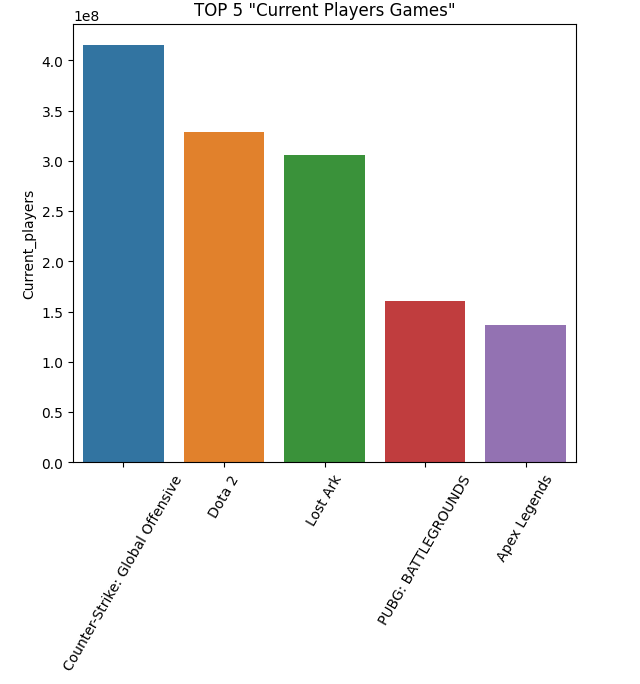 TOP 5 "Current Players Games"
1e8
Current_players
4.0
3.5
3.0
2.5
2.0
1.5
1.0
0.5
0.0
Counter-Strike: Global Offensive
Dota 2
Lost Ark
PUBG: BATTLEGROUNDS
Apex Legends